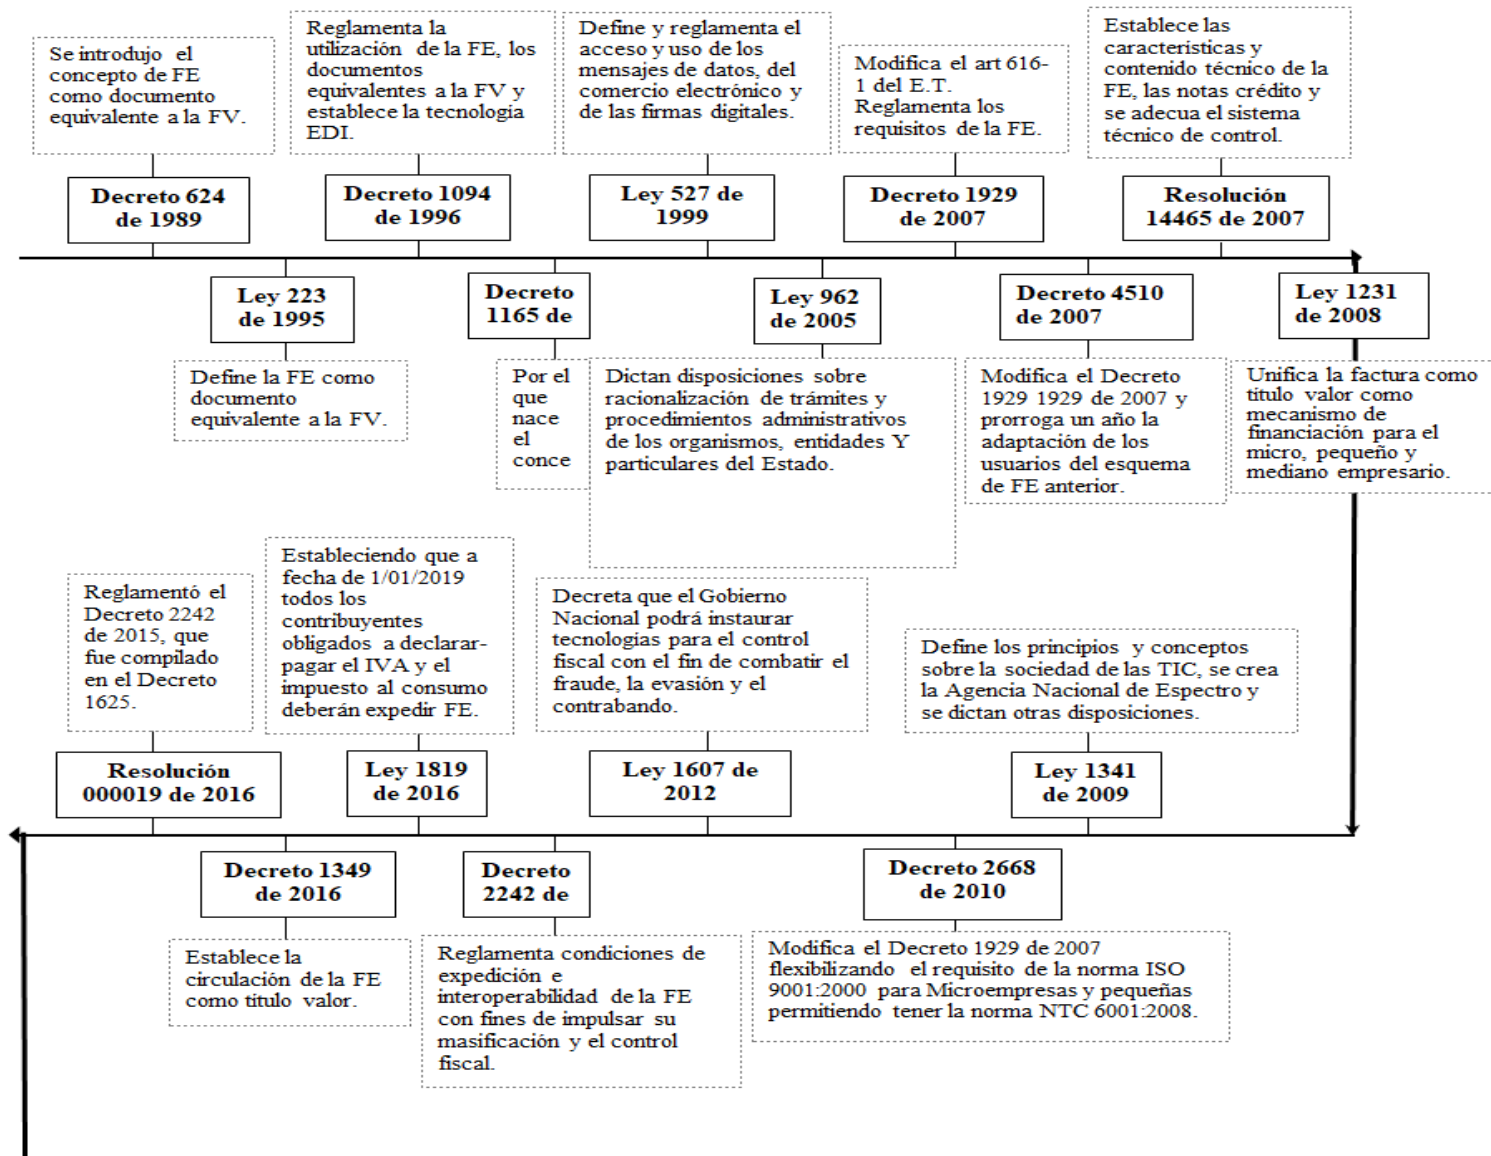 Se introdujo el
concepto de FE
como documento
equivalente a la FV.
Reglamenta la
utilización de la FE, los
documentos
equivalentes a la FV y
establece la tecnología
EDI.
Define y reglamenta el
acceso y uso de los
mensajes de datos, del
comercio electrónico y
de las firmas digitales.
Modifica el art 616-
1 del E.T.
Reglamenta los
requisitos de la FE.
Establece las
características y
contenido técnico de la
FE, las notas crédito y
se adecua el sistema
técnico de control.
Decreto 624
de 1989
Decreto 1094
de 1996
Ley 527 de
1999
Decreto 1929
de 2007
Resolución
14465 de 2007
Ley 223
de 1995
Decreto
1165 de
Ley 962
de 2005
Decreto 4510
de 2007
Ley 1231
de 2008
Define la FE como
documento
equivalente a la FV.
Por el
que
nace
el
conce
Dictan disposiciones sobre
racionalización de trámites y
procedimientos administrativos
de los organismos, entidades Y
particulares del Estado.
Modifica el Decreto
1929 1929 de 2007 y
prorroga un año la
adaptación de los
usuarios del esquema
de FE anterior.
Unifica la factura como
título valor como
mecanismo de
financiación para el
micro, pequeño y
mediano empresario.
Reglamentó el
Decreto 2242
de 2015, que
fue compilado
en el Decreto
1625.
Estableciendo que a
fecha de 1/01/2019
todos los
contribuyentes
obligados a declarar-
pagar el IVA y el
impuesto al consumo
deberán expedir FE.
Decreta que el Gobierno
Nacional podrá instaurar
tecnologías para el control
fiscal con el fin de combatir el
fraude, la evasión y el
contrabando.
Define los principios y conceptos
sobre la sociedad de las TIC, se crea
la Agencia Nacional de Espectro y
se dictan otras disposiciones.
Resolución
000019 de 2016
Ley 1819
de 2016
Ley 1607 de
2012
Ley 1341
de 2009
Decreto 1349
de 2016
Decreto
2242 de
Decreto 2668
de 2010
Establece la
circulación de la FE
como título valor.
Reglamenta condiciones de
expedición e
interoperabilidad de la FE
con fines de impulsar su
masificación y el control
fiscal.
Modifica el Decreto 1929 de 2007
flexibilizando el requisito de la norma ISO
9001:2000 para Microempresas y pequeñas
permitiendo tener la norma NTC 6001:2008.